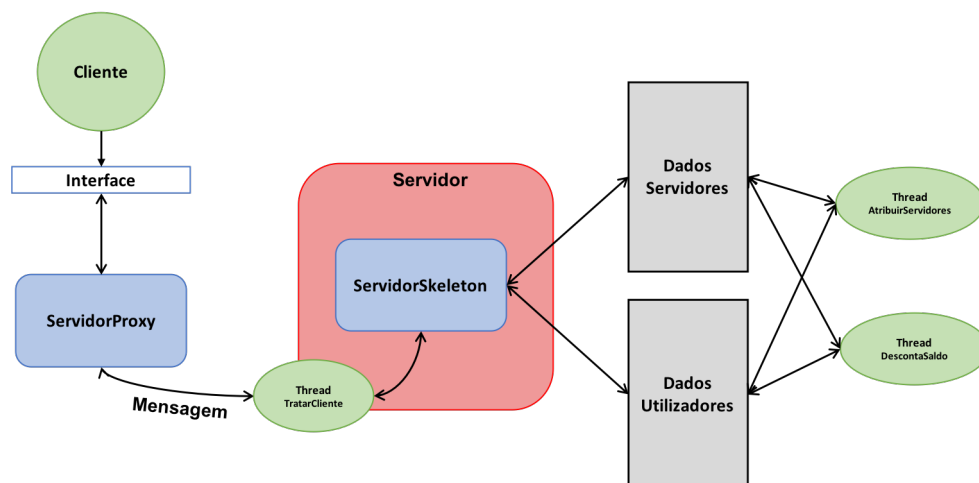 Cliente
Interface
ServidorProxy
Mensagem
Servidor
ServidorSkeleton
Thread
TratarCliente
Dados
Servidores
Dados
Utilizadores
Thread
AtribuirServidores
Thread
DescontaSaldo